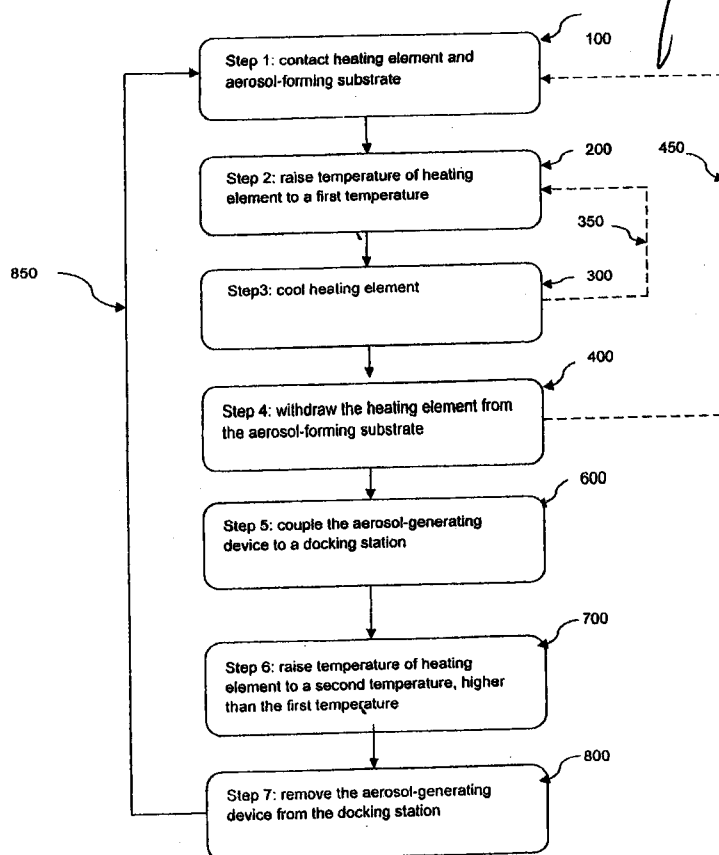 100
Step 1: contact heating element and
aerosol-forming substrate
200
450
Step 2: raise temperature of heating
element to a first temperature
350
850
300
Step3: cool heating element
400
Step 4: withdraw the heating element from
the aerosol-forming substrate
600
Step 5: couple the aerosol-generating
device to a docking station
700
Step 6: raise temperature of heating
element to a second temperature, higher
than the first temperature
800
Step 7: remove the aerosol-generating
device from the docking station